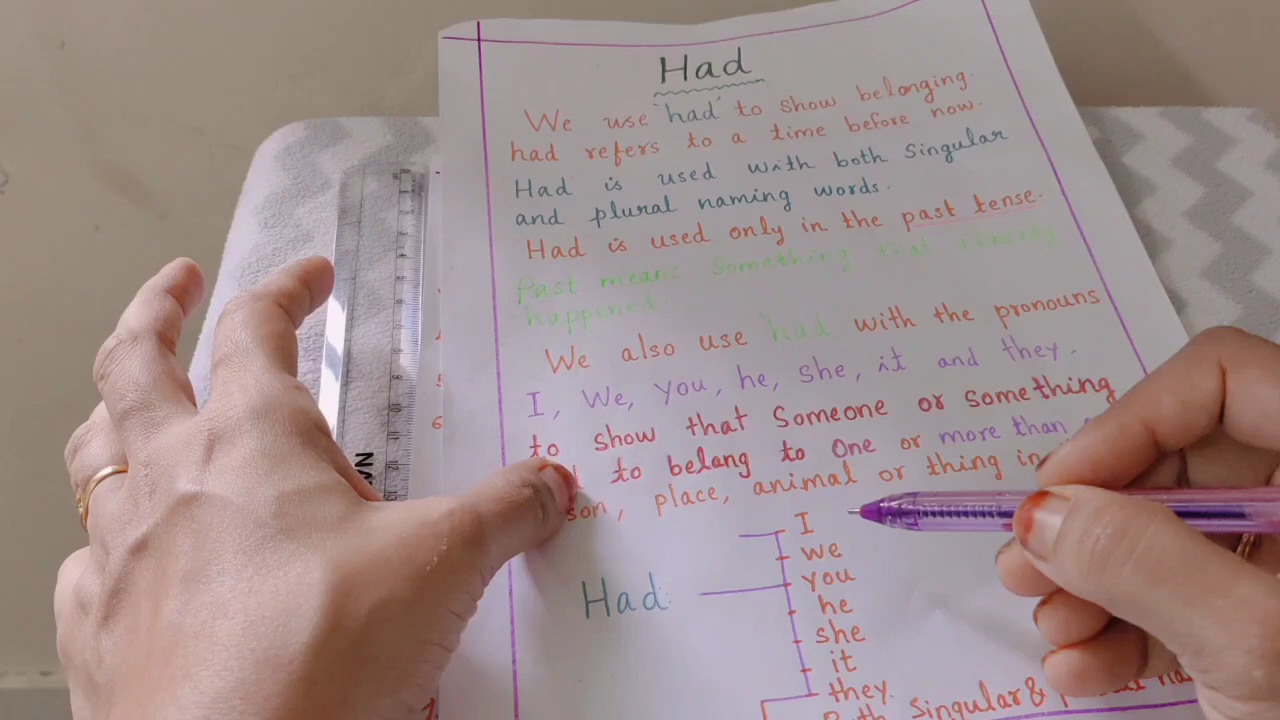 Had
We use 'had' to show belonging.
had refers to a time before now.
Had is used with both singular
and plural naming words.
Had is used only in the past tense.
Past means something that already
happened.
We also use had with the pronouns
I, We, you, he, she, it and they.
to show that Someone or something
to belang to One or more than
place, animal or thing in
I
we
you
Had
he
she
it
they.
Singular &